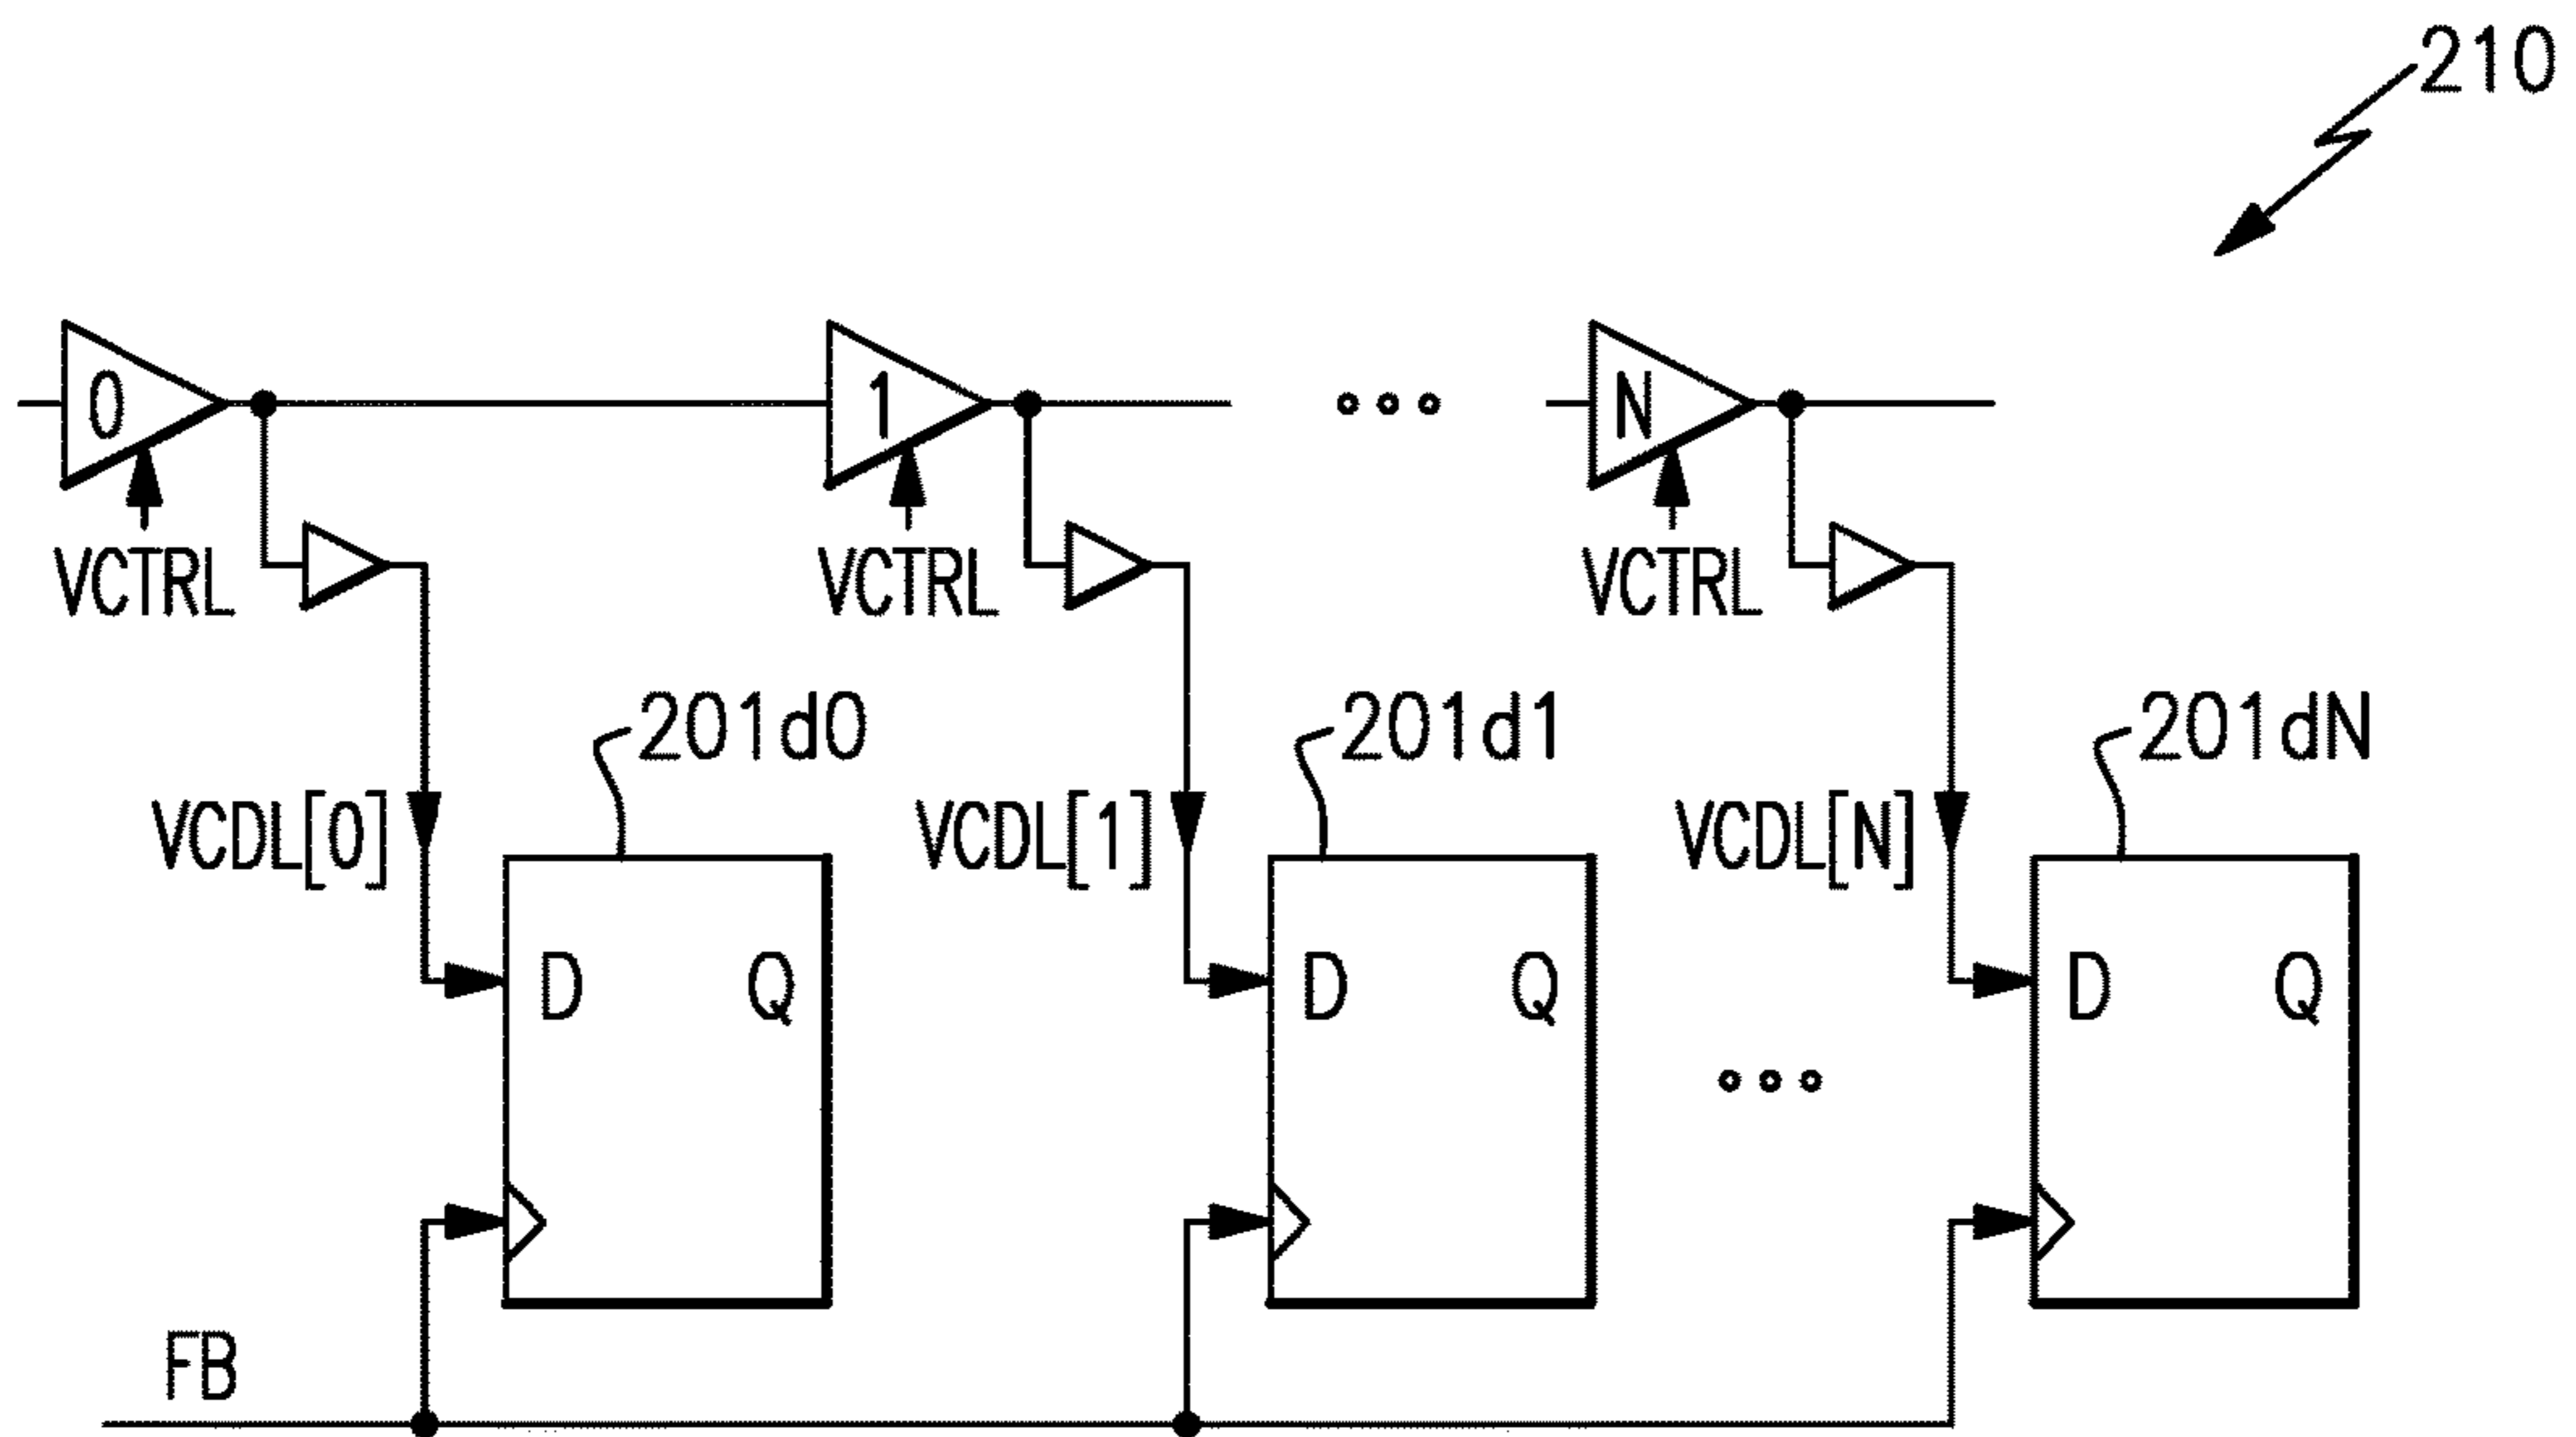 210
0 1 N
VCTRL VCTRL VCTRL
201d0 201d1 201dN
VCDL[0] VCDL[1] VCDL[N]
D Q D Q D Q
FB